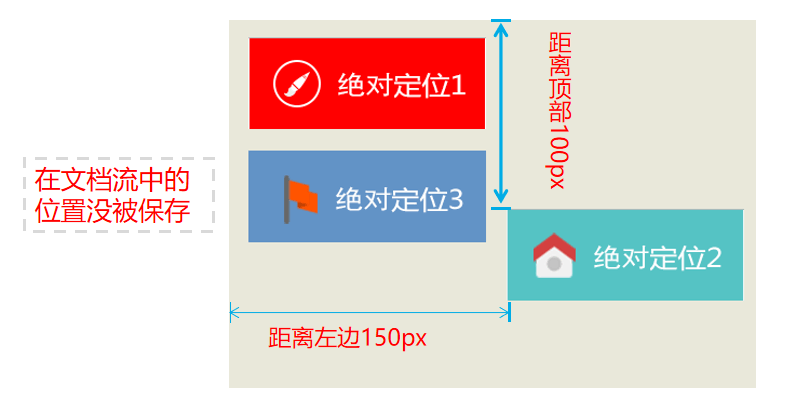 绝对定位1
距离顶部100px
在文档流中的
位置没被保存
绝对定位3
绝对定位2
距离左边150px